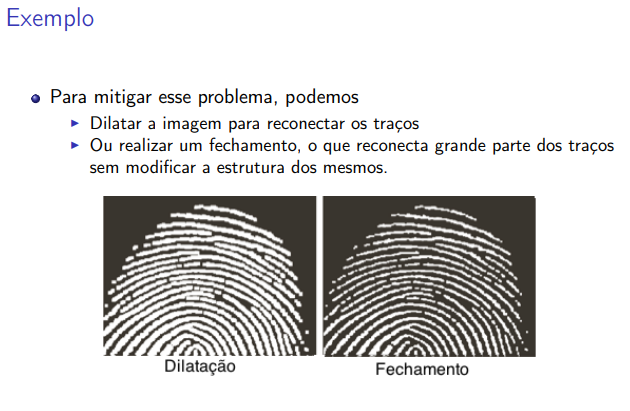 Exemplo
Para mitigar esse problema, podemos
Dilatar a imagem para reconectar os traços
Ou realizar um fechamento, o que reconecta grande parte dos traços
sem modificar a estrutura dos mesmos.
Dilatação
Fechamento